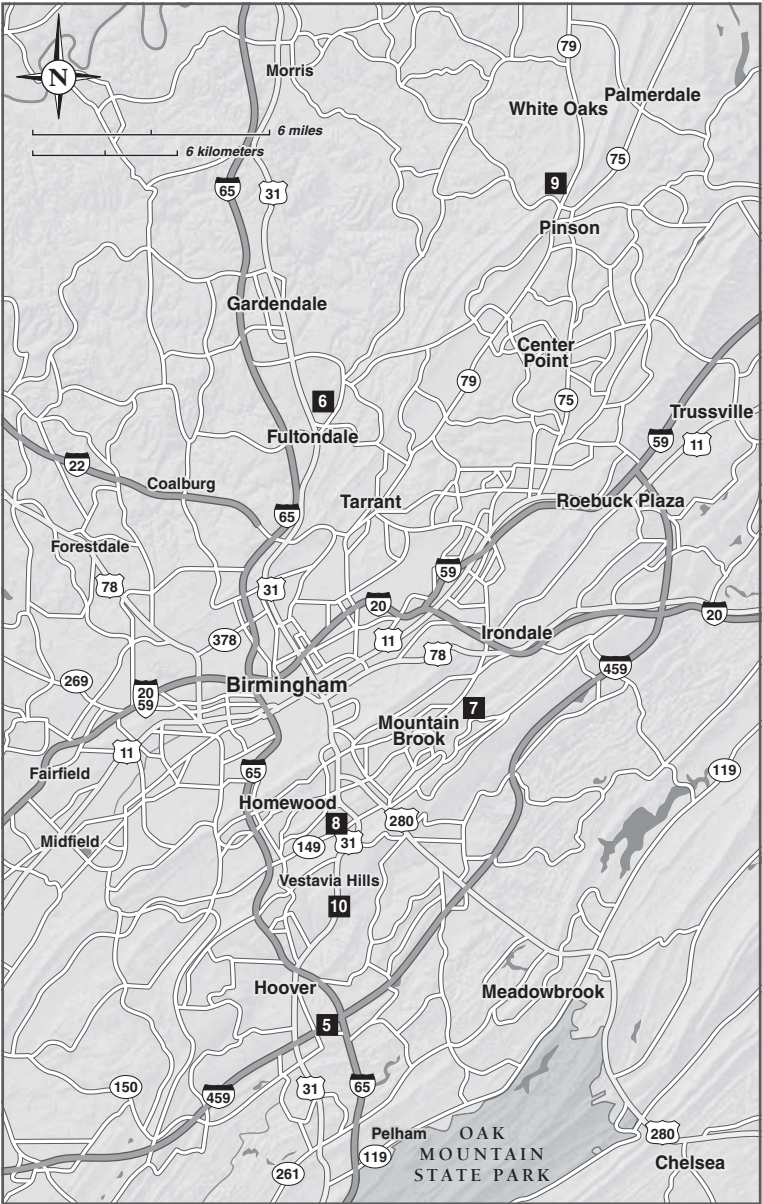 79
Morris
Palmerdale
White Oaks
N
6 miles
6 kilometers
75
9
65
31
Pinson
Gardendale
Center
Point
79
6
75
Trussville
Fultondale
59
11
22
Coalburg
Tarrant
Roebuck Plaza
65
Forestdale
59
78
31
20
20
378
11
Irondale
78
459
269
20
59
Birmingham
7
Mountain
Brook
11
65
119
Fairfield
Homewood
8
280
Midfield
149
31
Vestavia Hills
10
Hoover
Meadowbrook
5
150
459
31
65
Pelham
OAK
MOUNTAIN
STATE PARK
119
261
280
Chelsea